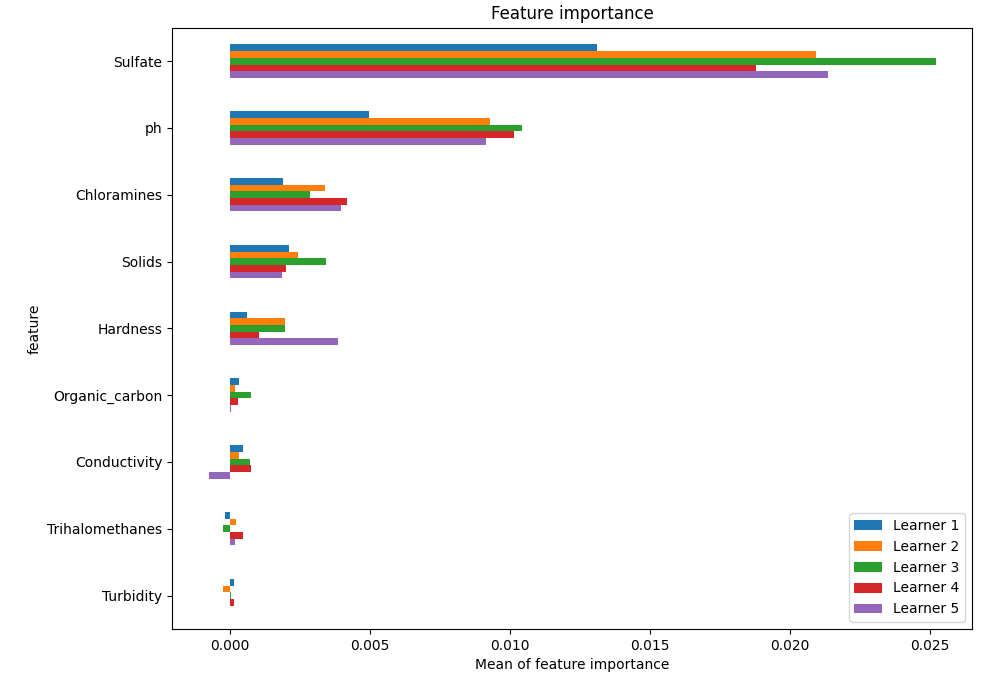 Feature importance
Sulfate
ph
Chloramines
Solids
Hardness
Organic_carbon
Conductivity
Trihalomethanes
Turbidity
feature
0.000 0.005 0.010 0.015 0.020 0.025
Mean of feature importance
Learner 1
Learner 2
Learner 3
Learner 4
Learner 5